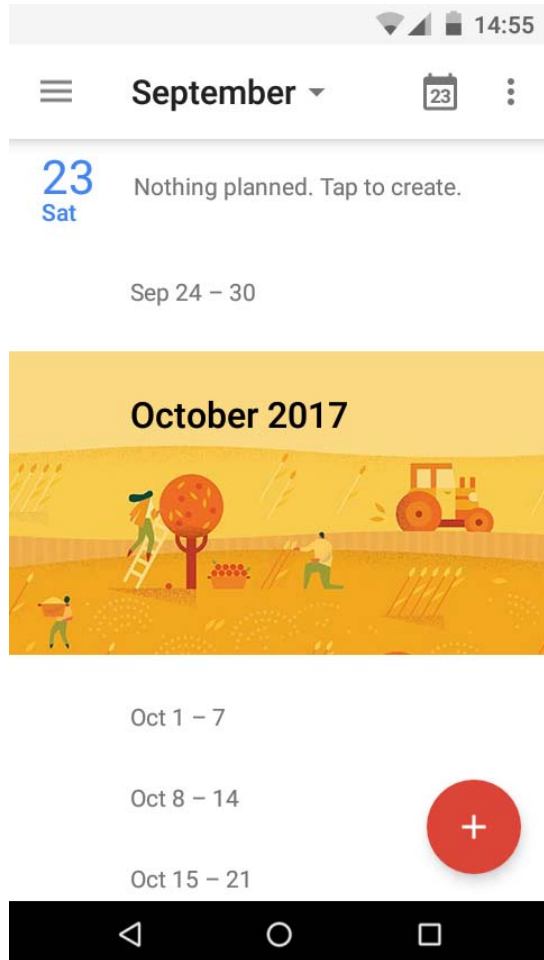 14:55
September
23
23
Nothing planned. Tap to create.
Sat
Sep 24 – 30
October 2017
Oct 1 – 7
Oct 8 – 14
Oct 15 – 21